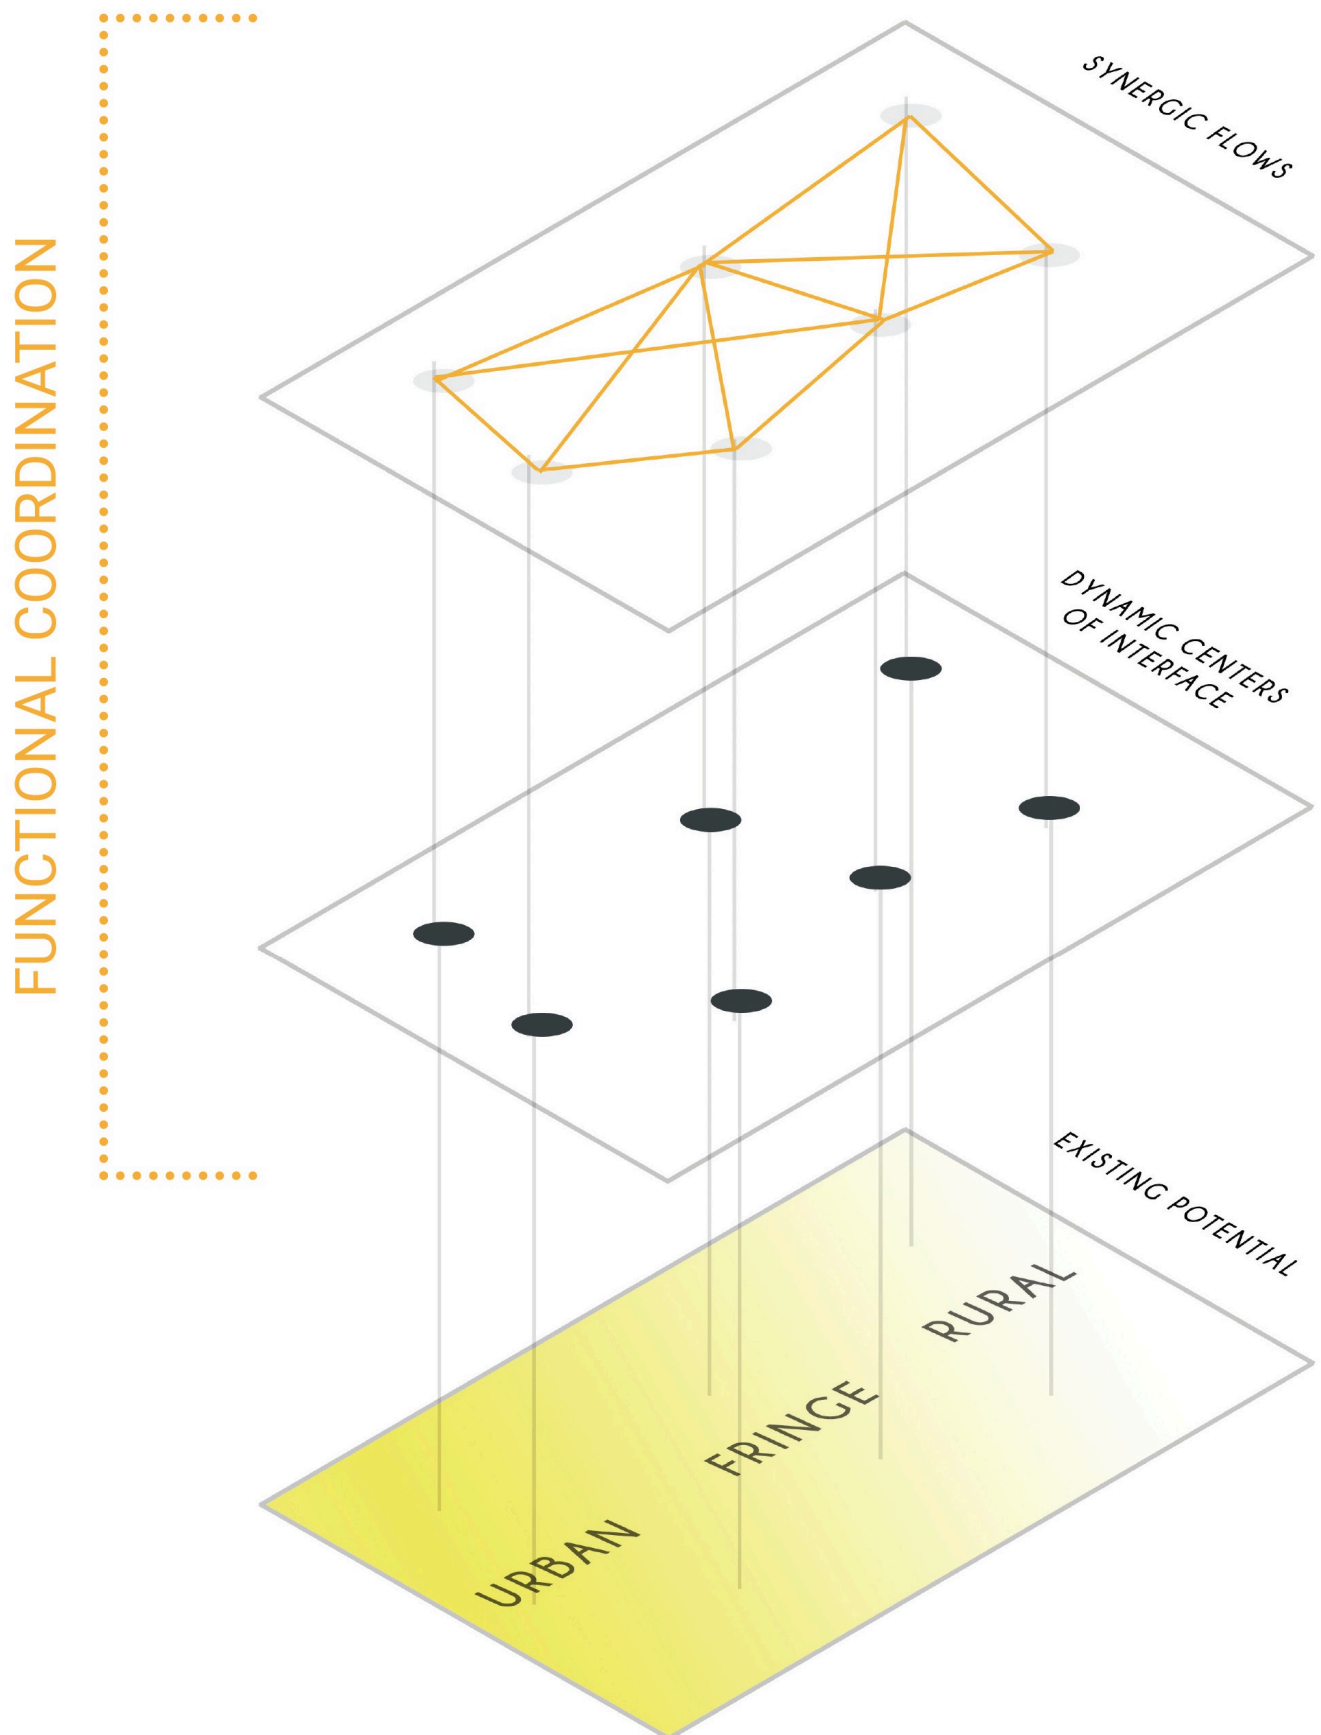 FUNCTIONAL COORDINATION
SYNERGIC FLOWS
DYNAMIC CENTERS
OF INTERFACE
EXISTING POTENTIAL
RURAL
FRINGE
URBAN